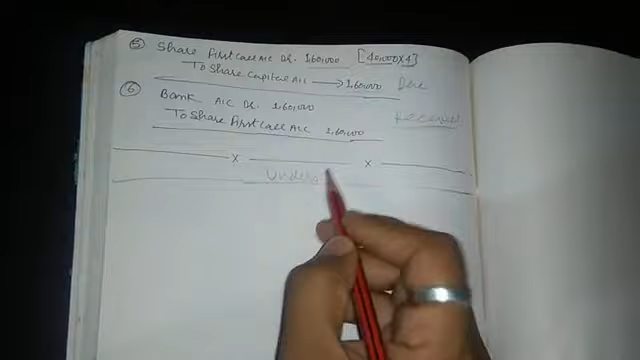 ⑤ Share First Call A/C Dr. 1,60,000 [40,000×4]
To Share Capital A/C → 1,60,000 Due
⑥ Bank A/C Dr. 1,60,000
To Share First Call A/C 1,60,000 Received
x x
Unders